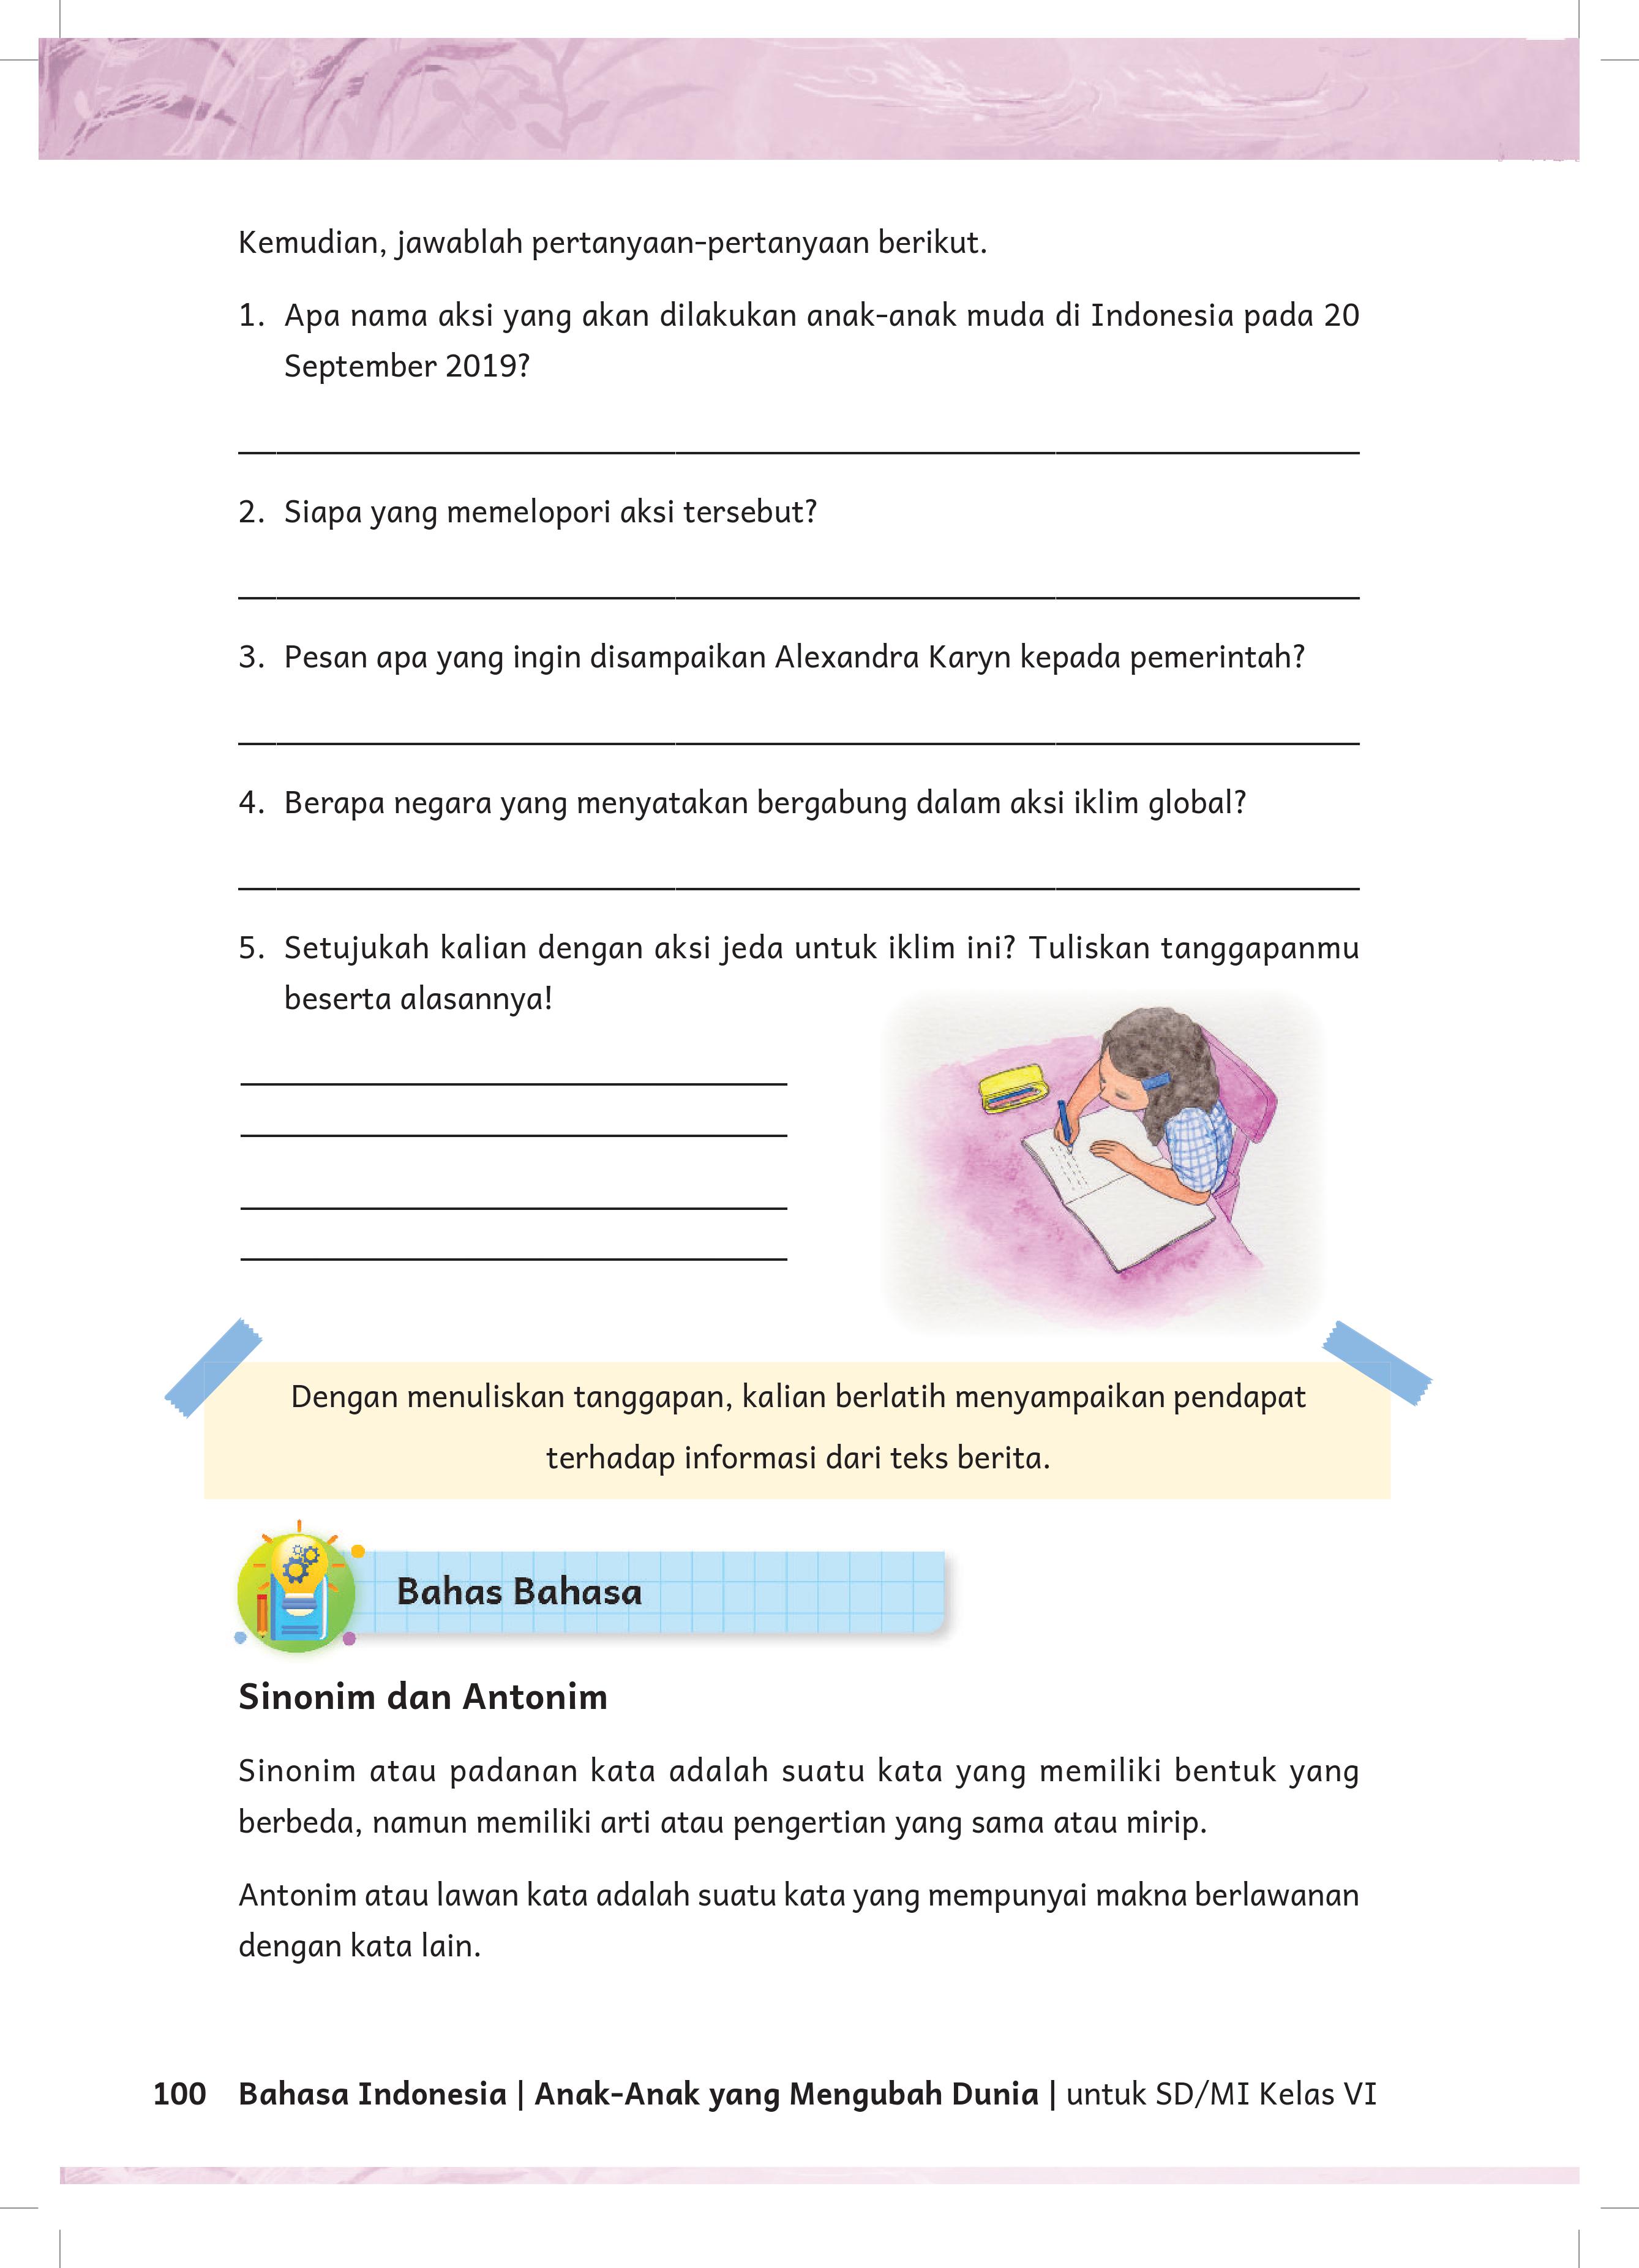 Kemudian, jawablah pertanyaan-pertanyaan berikut.
1. Apa nama aksi yang akan dilakukan anak-anak muda di Indonesia pada 20
September 2019?
2. Siapa yang memelopori aksi tersebut?
3. Pesan apa yang ingin disampaikan Alexandra Karyn kepada pemerintah?
4. Berapa negara yang menyatakan bergabung dalam aksi iklim global?
5. Setujukah kalian dengan aksi jeda untuk iklim ini? Tuliskan tanggapanmu
beserta alasannya!
Dengan menuliskan tanggapan, kalian berlatih menyampaikan pendapat
terhadap informasi dari teks berita.
Bahas Bahasa
Sinonim dan Antonim
Sinonim atau padanan kata adalah suatu kata yang memiliki bentuk yang
berbeda, namun memiliki arti atau pengertian yang sama atau mirip.
Antonim atau lawan kata adalah suatu kata yang mempunyai makna berlawanan
dengan kata lain.
100 Bahasa Indonesia | Anak-Anak yang Mengubah Dunia | untuk SD/MI Kelas VI